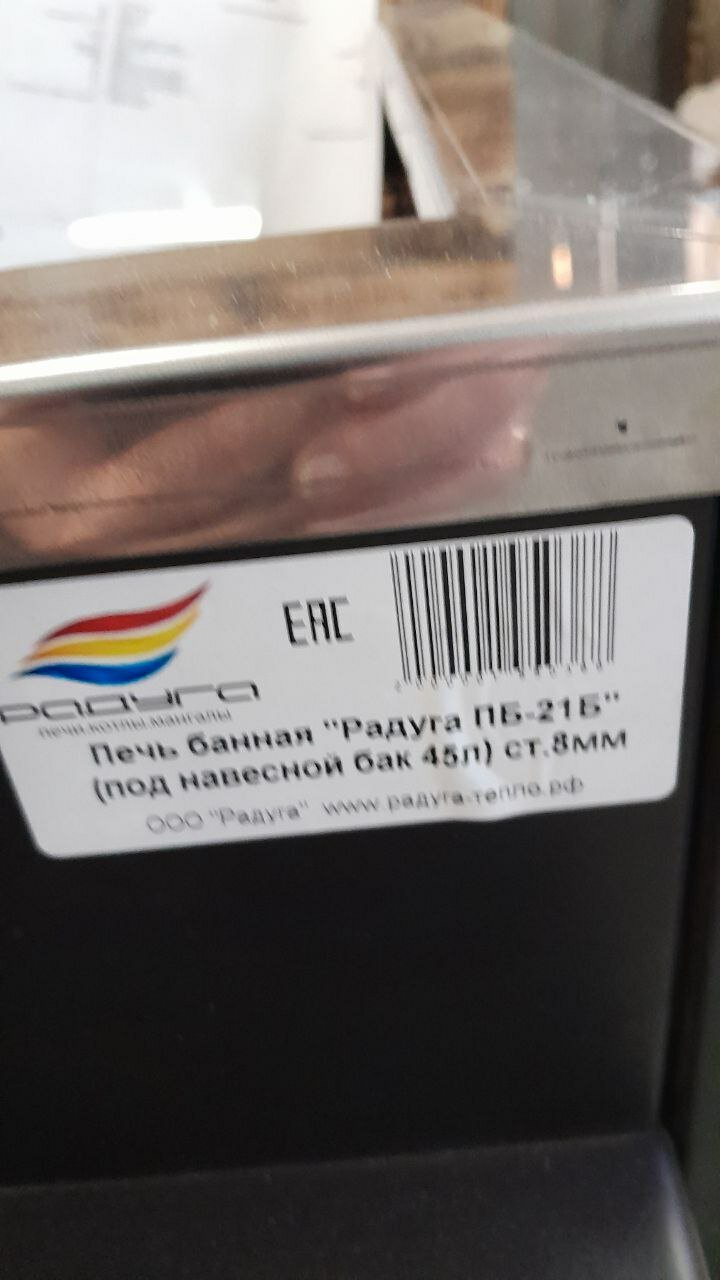 EAC
РАДУГА
ПЕЧИ.КОТЛЫ.МАНГАЛЫ
Печь банная "Радуга ПБ-21Б"
(под навесной бак 45л) ст.8мм
ООО "Радуга" www.радуга-тепло.рф